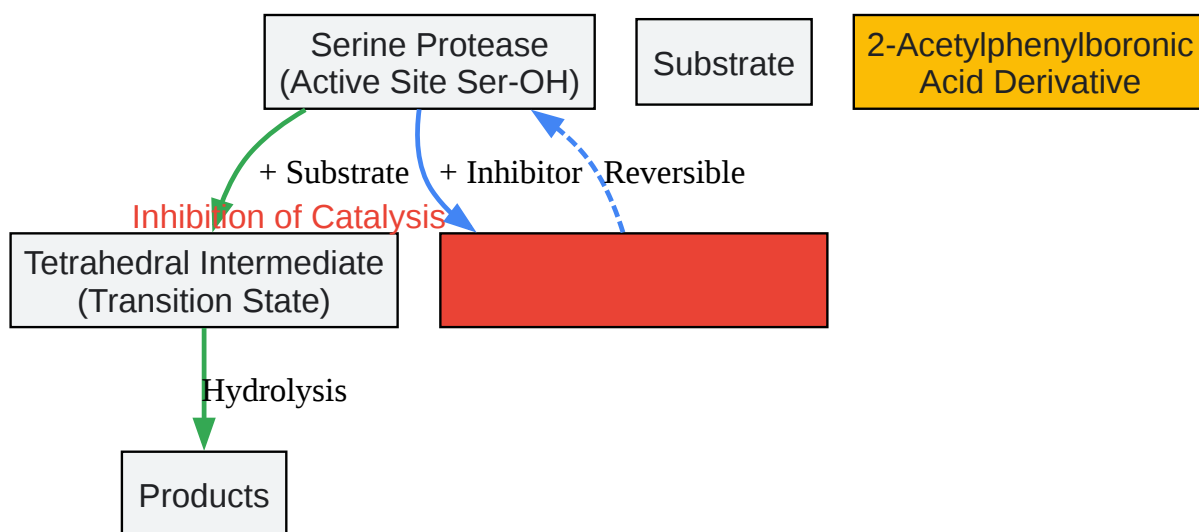 Serine Protease
(Active Site Ser-OH)
Substrate
2-Acetylphenylboronic
Acid Derivative
+ Substrate
+ Inhibitor
Reversible
Inhibition of Catalysis
Tetrahedral Intermediate
(Transition State)
Hydrolysis
Products